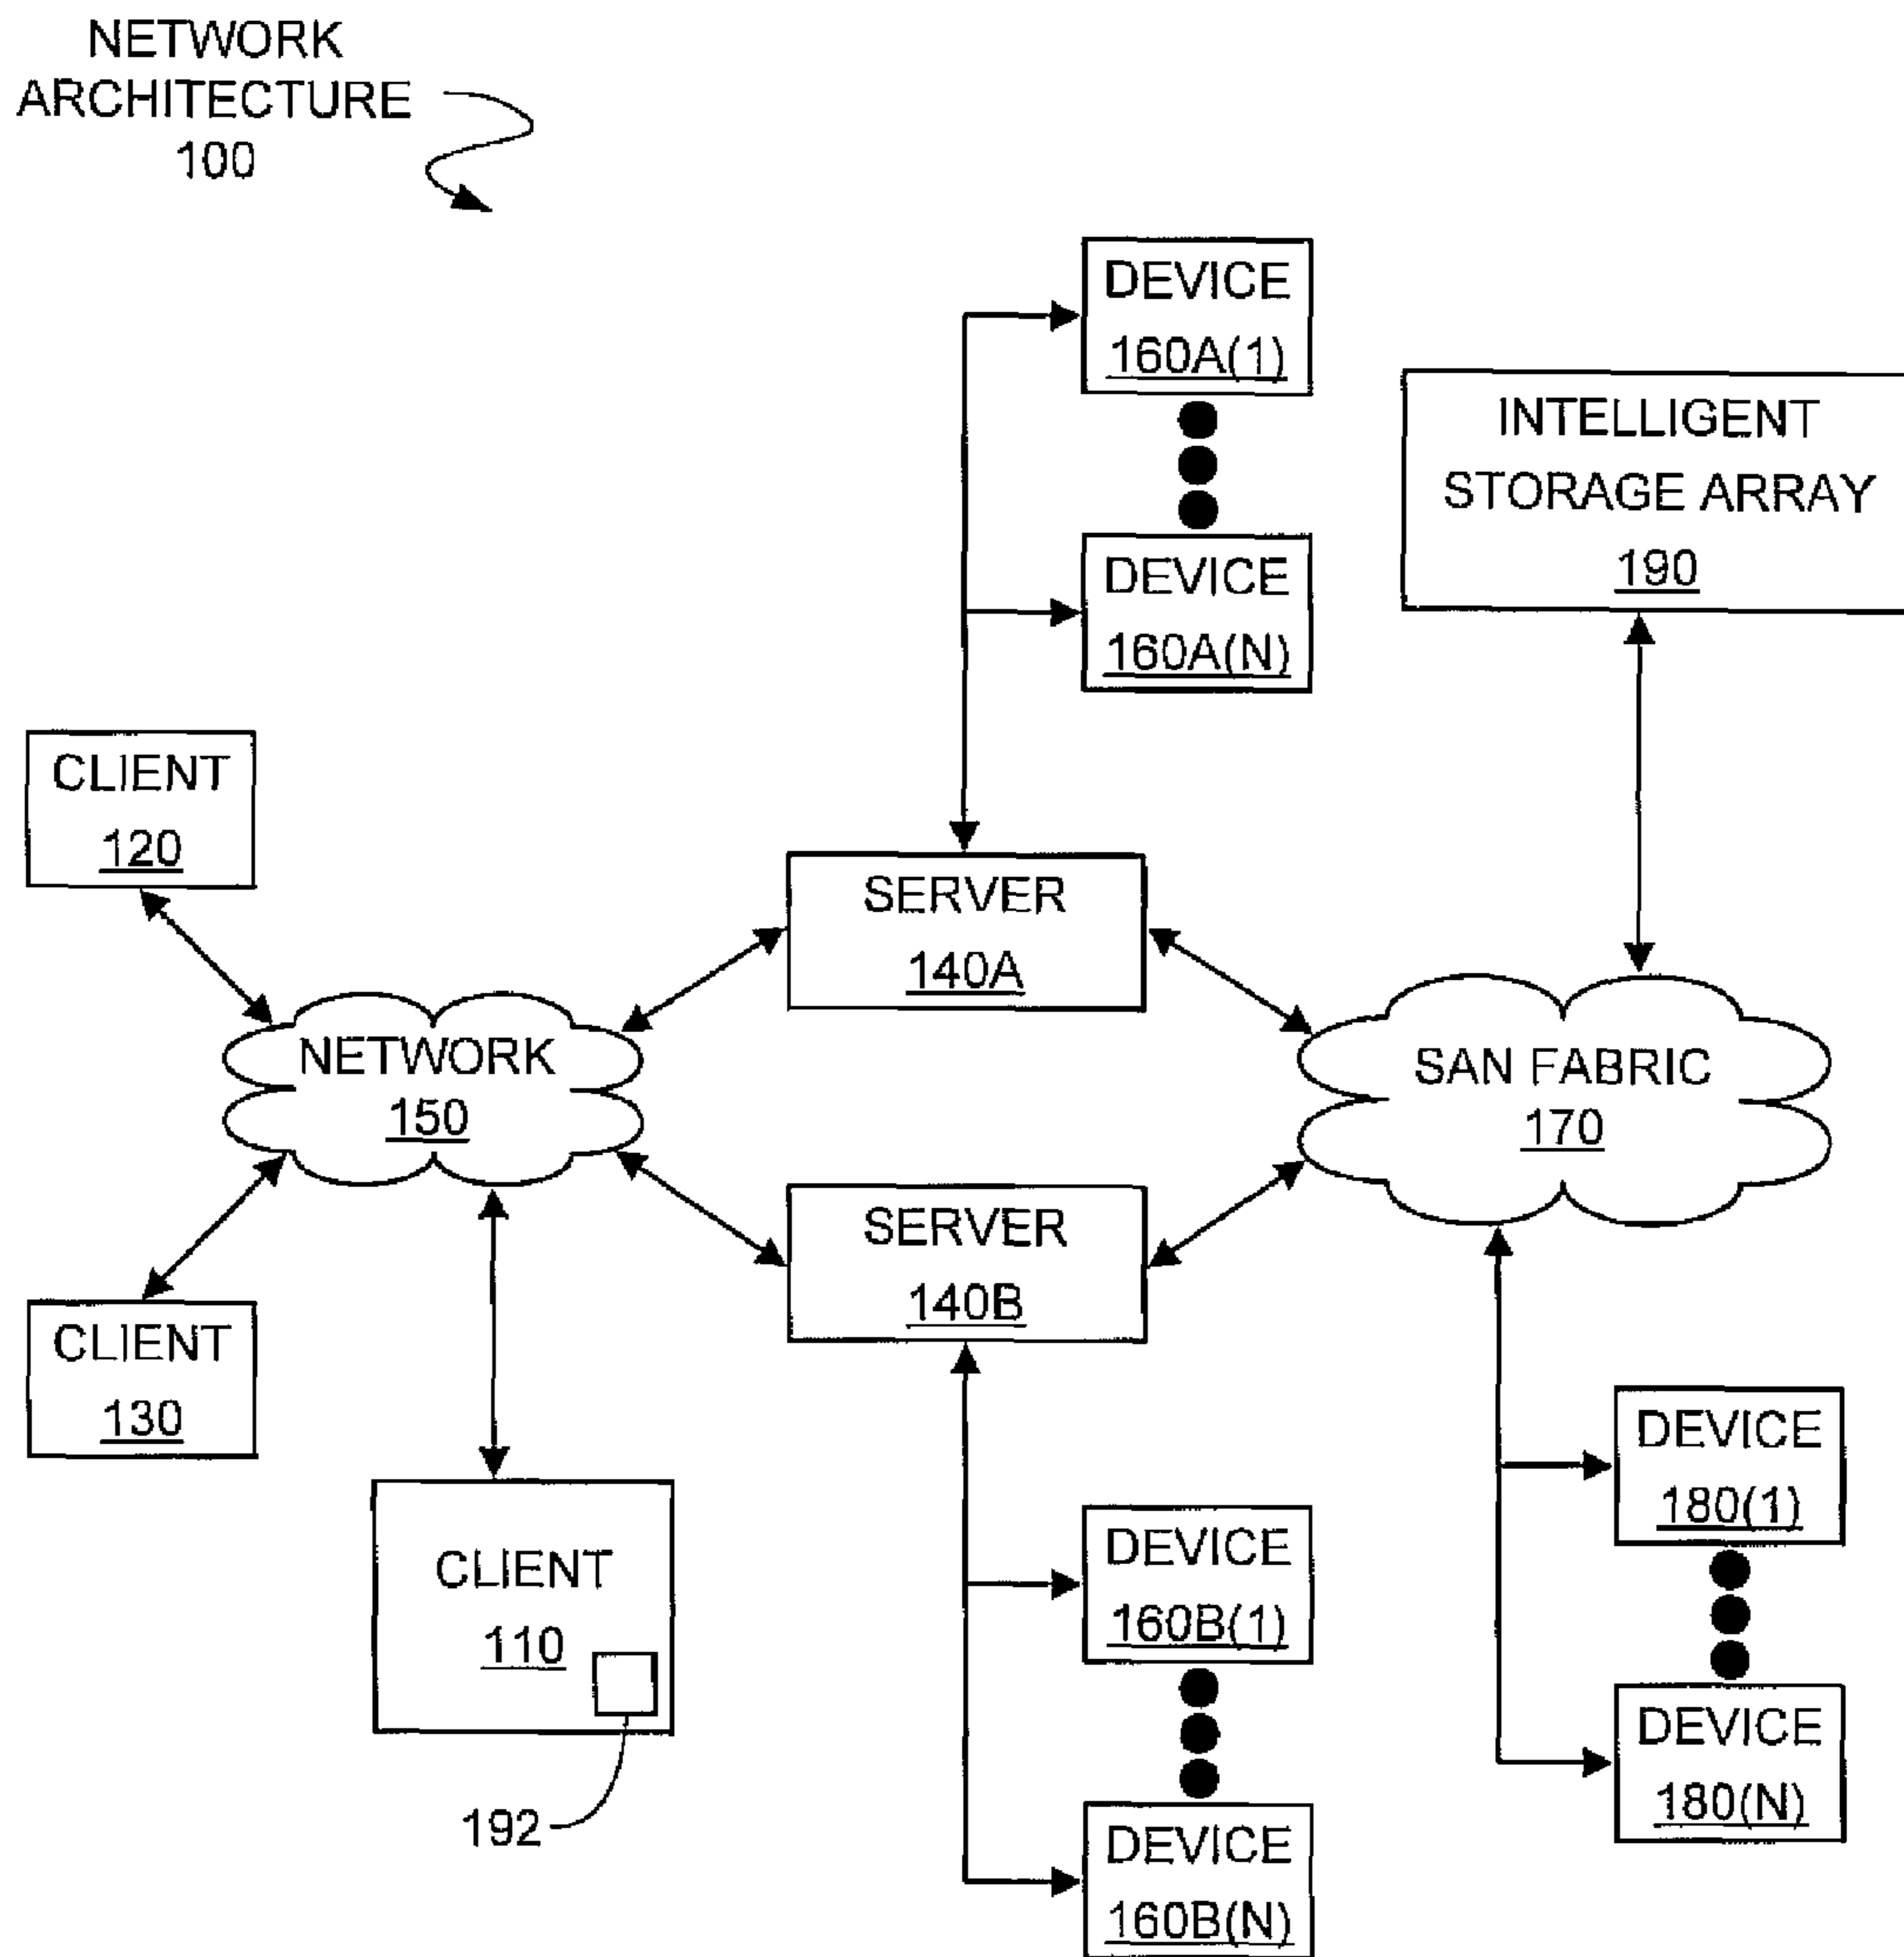 NETWORK
ARCHITECTURE
100
DEVICE
160A(1)
DEVICE
160A(N)
INTELLIGENT
STORAGE ARRAY
190
CLIENT
120
SERVER
140A
NETWORK
150
SAN FABRIC
170
SERVER
140B
CLIENT
130
CLIENT
110
192
DEVICE
160B(1)
DEVICE
160B(N)
DEVICE
180(1)
DEVICE
180(N)